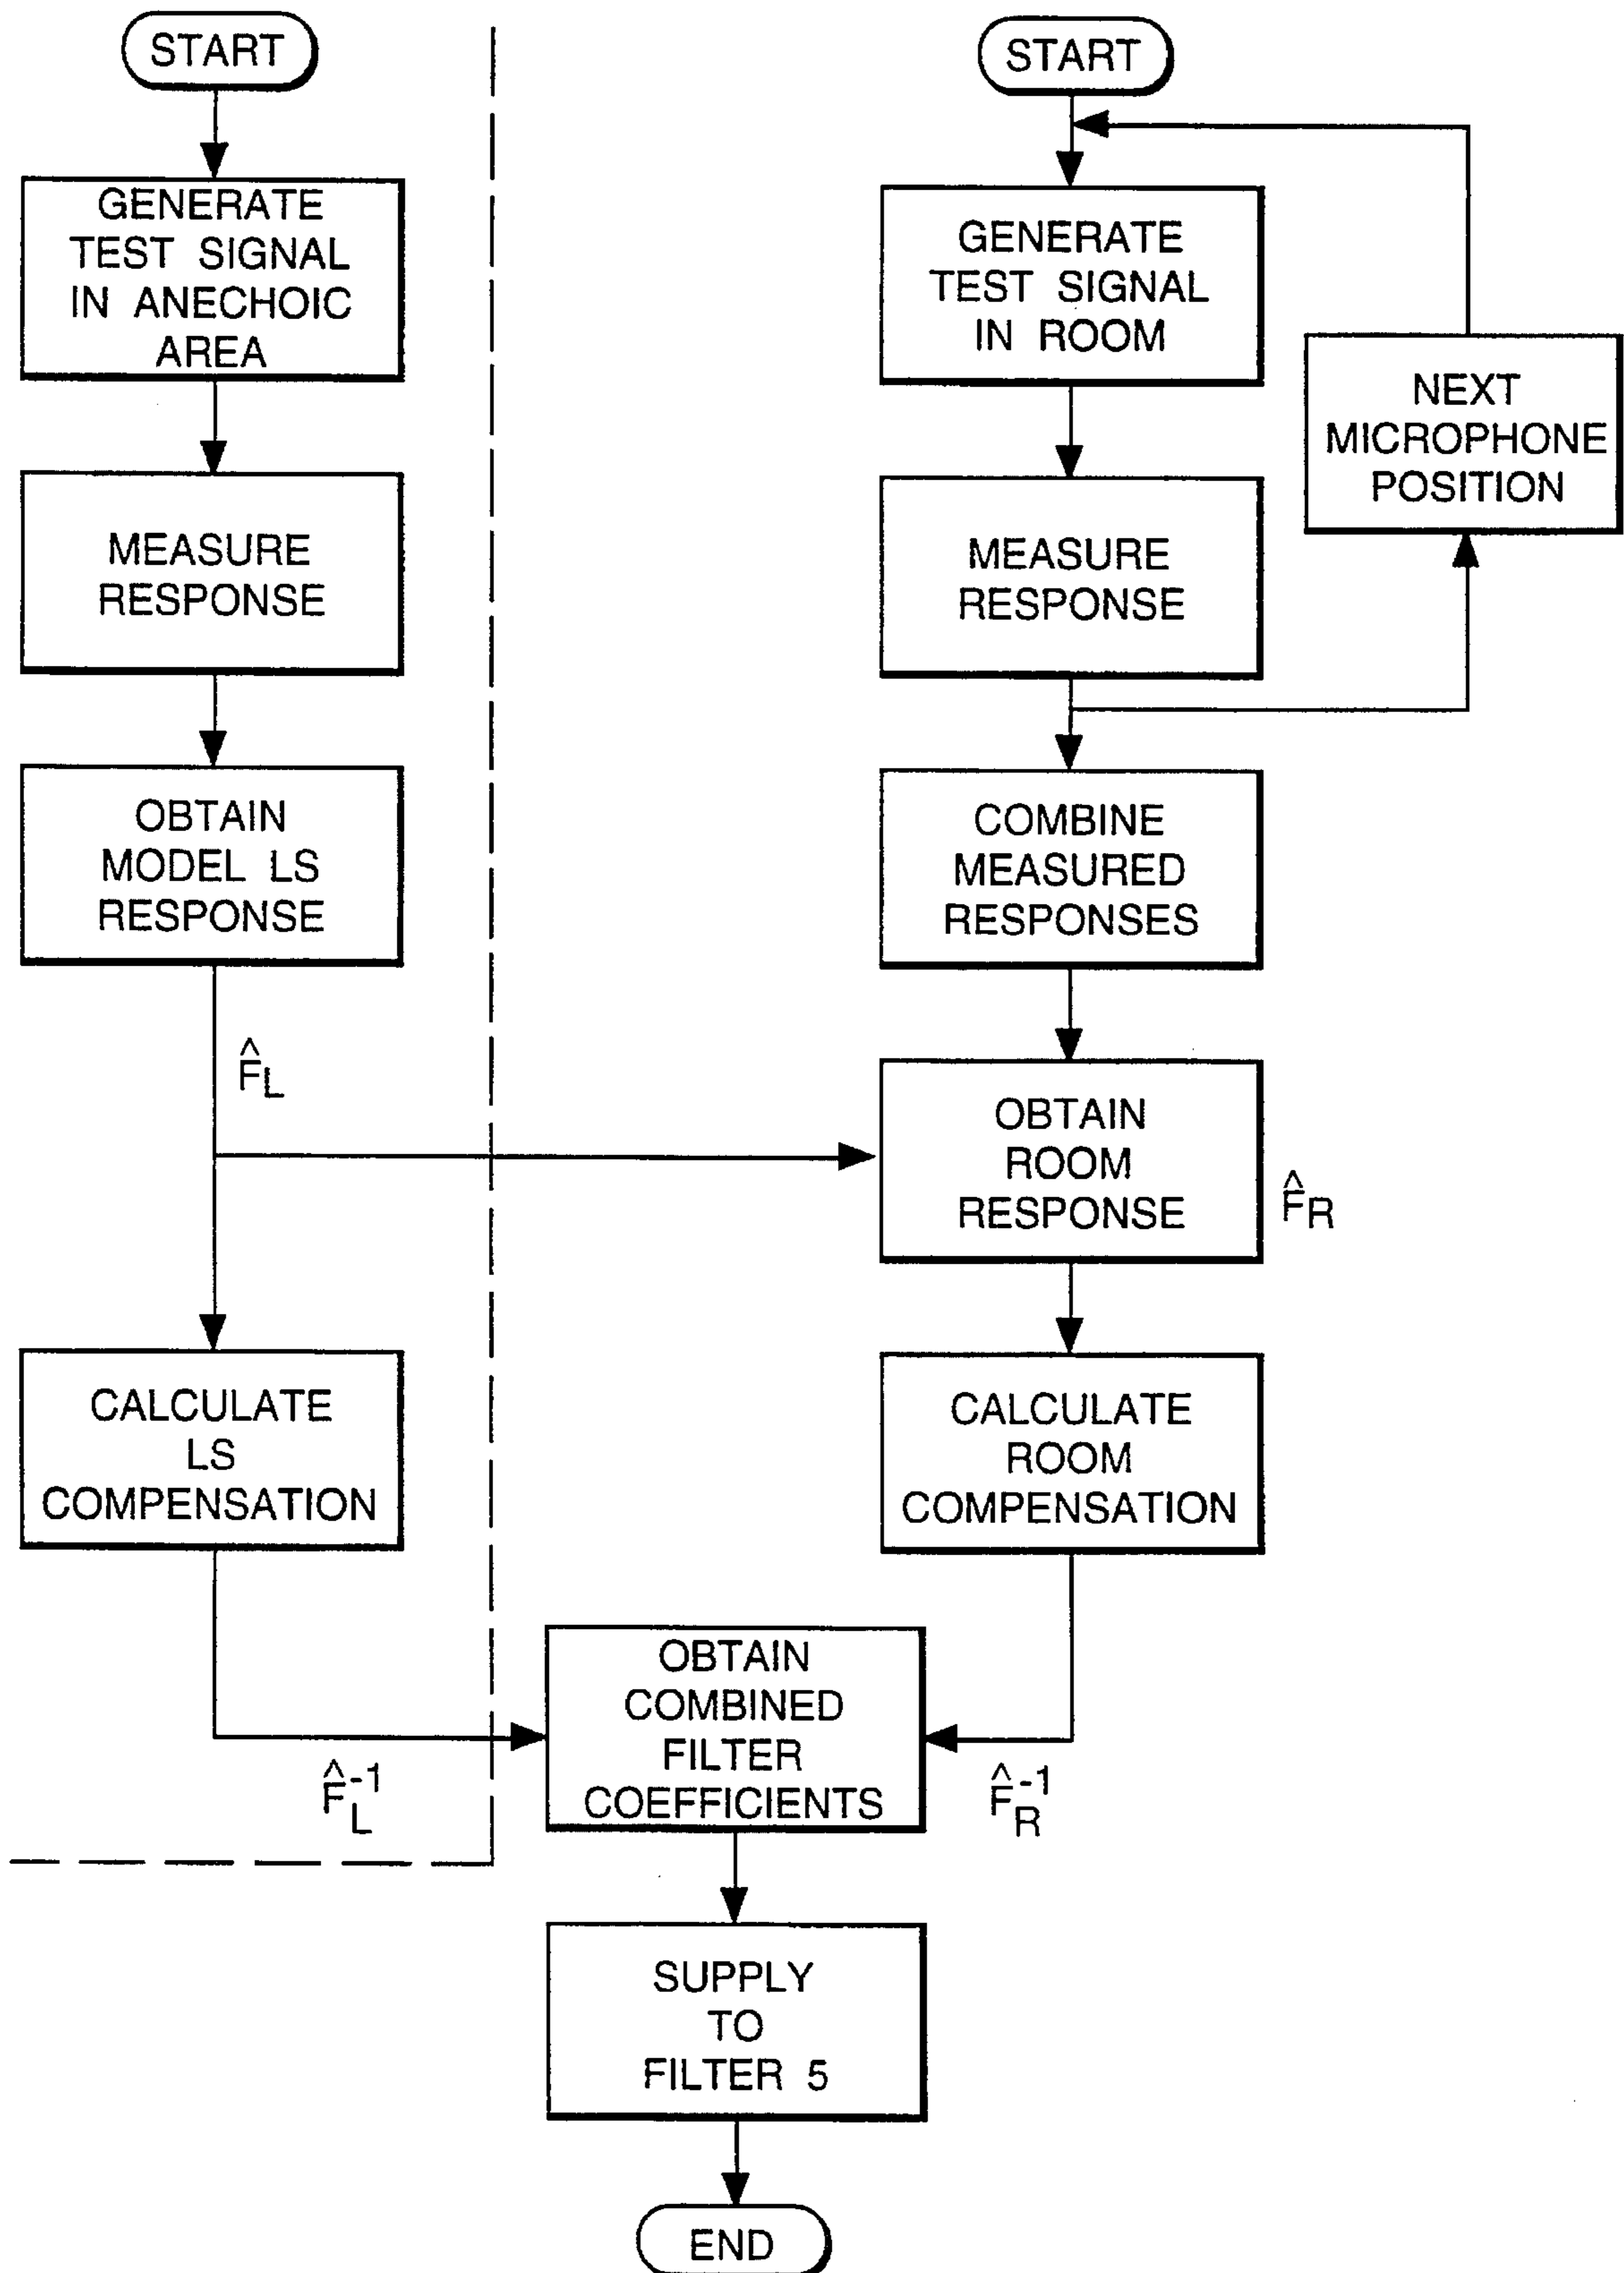 START
GENERATE
TEST SIGNAL
IN ANECHOIC
AREA
MEASURE
RESPONSE
OBTAIN
MODEL LS
RESPONSE
F̂L
CALCULATE
LS
COMPENSATION
F̂L-1
START
GENERATE
TEST SIGNAL
IN ROOM
NEXT
MICROPHONE
POSITION
MEASURE
RESPONSE
COMBINE
MEASURED
RESPONSES
OBTAIN
ROOM
RESPONSE
F̂R
CALCULATE
ROOM
COMPENSATION
F̂R-1
OBTAIN
COMBINED
FILTER
COEFFICIENTS
SUPPLY
TO
FILTER 5
END